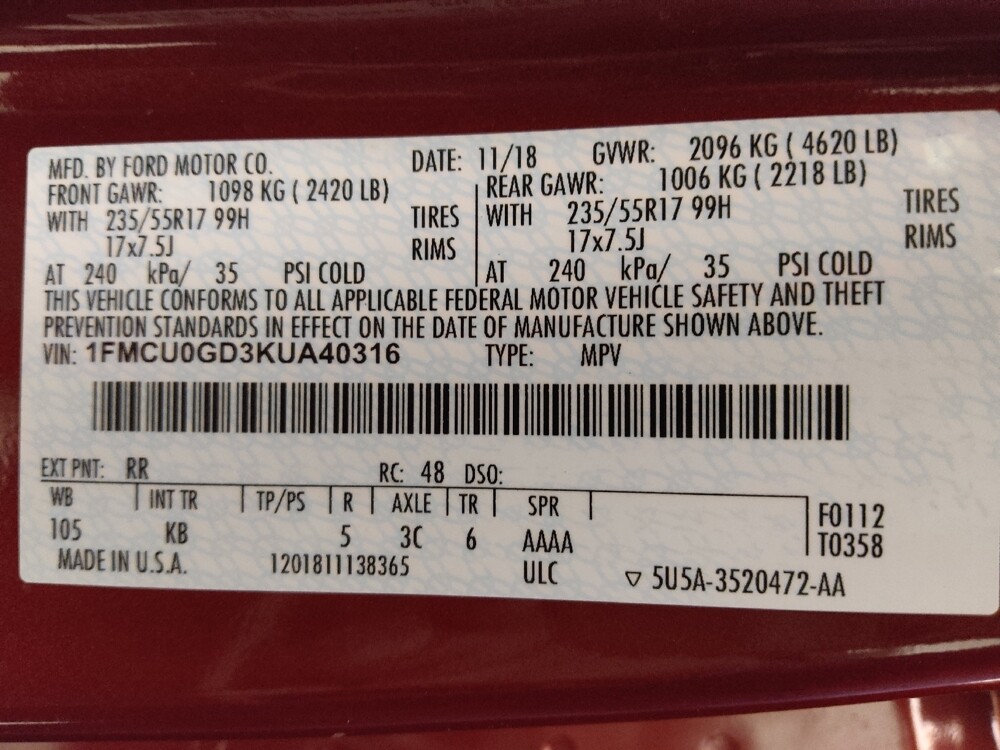 MFD. BY FORD MOTOR CO. DATE: 11/18 GVWR: 2096 KG ( 4620 LB)
FRONT GAWR: 1098 KG ( 2420 LB) REAR GAWR: 1006 KG ( 2218 LB)
WITH 235/55R17 99H TIRES WITH 235/55R17 99H TIRES
17x7.5J RIMS 17x7.5J RIMS
AT 240 kPa/ 35 PSI COLD AT 240 kPa/ 35 PSI COLD
THIS VEHICLE CONFORMS TO ALL APPLICABLE FEDERAL MOTOR VEHICLE SAFETY AND THEFT
PREVENTION STANDARDS IN EFFECT ON THE DATE OF MANUFACTURE SHOWN ABOVE.
VIN: 1FMCU0GD3KUA40316 TYPE: MPV
EXT PNT: RR RC: 48 DSO:
WB INT TR TP/PS R AXLE TR SPR
105 KB 5 3C 6 AAAA
F0112
T0358
MADE IN U.S.A. 1201811138365 ULC ▽ 5U5A-3520472-AA